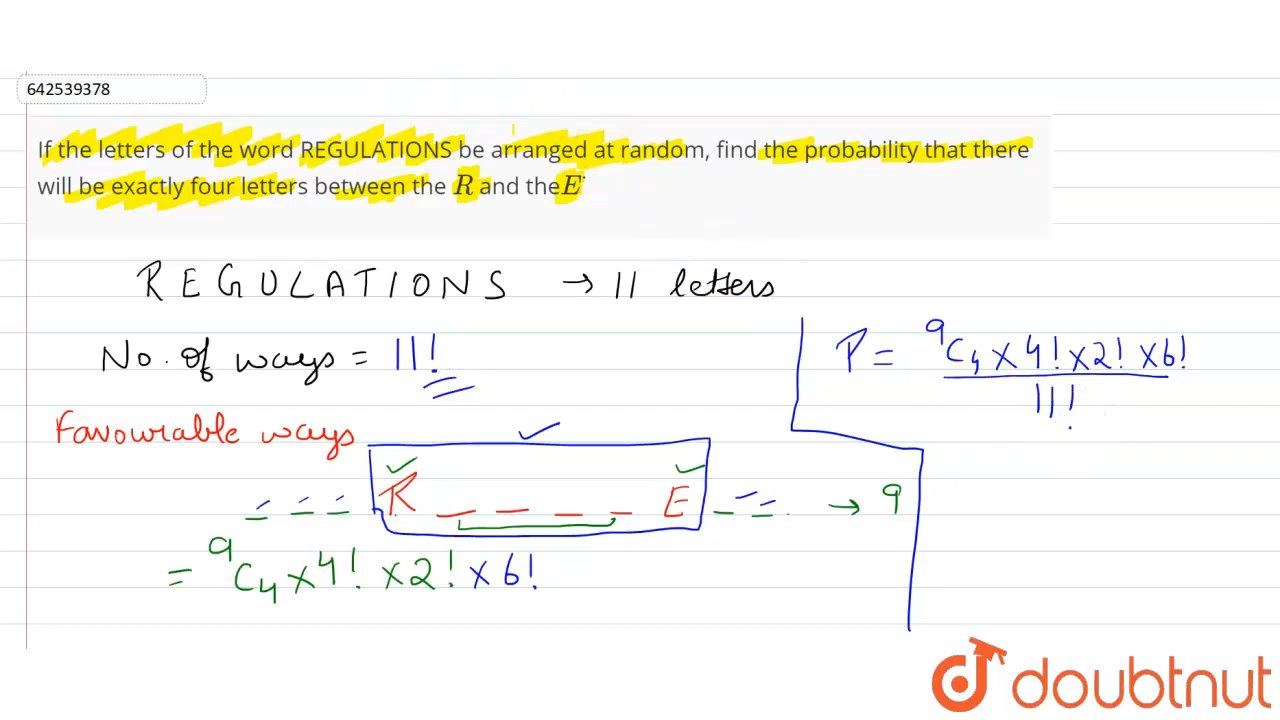 642539378
If the letters of the word REGULATIONS be arranged at random, find the probability that there
will be exactly four letters between the R and theE
REGULATIONS → 11 letters
No. of ways = 11!
P = ⁹C₄ × 4! × 2! × 6!
11!
Favourable ways
R _ _ _ _ E → 9
= ⁹C₄ × 4! × 2! × 6!
doubtnut